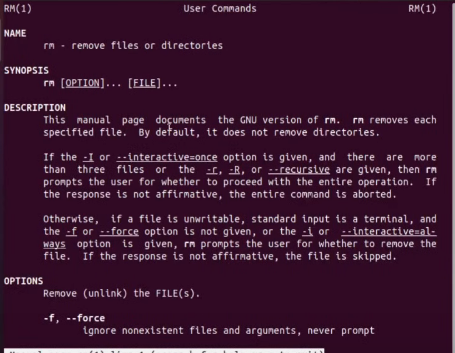 RM(1) User Commands RM(1)
NAME
rm - remove files or directories
SYNOPSIS
rm [OPTION]... [FILE]...
DESCRIPTION
This manual page documents the GNU version of rm. rm removes each
specified file. By default, it does not remove directories.
If the -I or --interactive=once option is given, and there are more
than three files or the -r, -R, or --recursive are given, then rm
prompts the user for whether to proceed with the entire operation. If
the response is not affirmative, the entire command is aborted.
Otherwise, if a file is unwritable, standard input is a terminal, and
the -f or --force option is not given, or the -i or --interactive=al-
ways option is given, rm prompts the user for whether to remove the
file. If the response is not affirmative, the file is skipped.
OPTIONS
Remove (unlink) the FILE(s).
-f, --force
ignore nonexistent files and arguments, never prompt